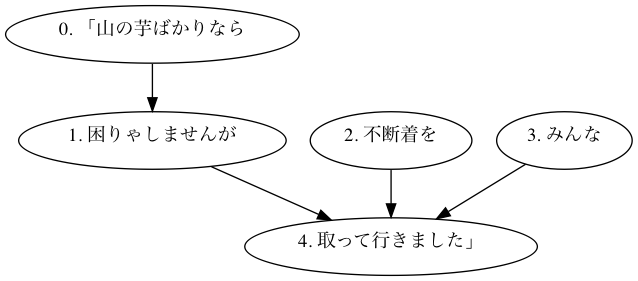 0. 「山の芋ばかりなら
1. 困りゃしませんが
2. 不断着を
3. みんな
4. 取って行きました」